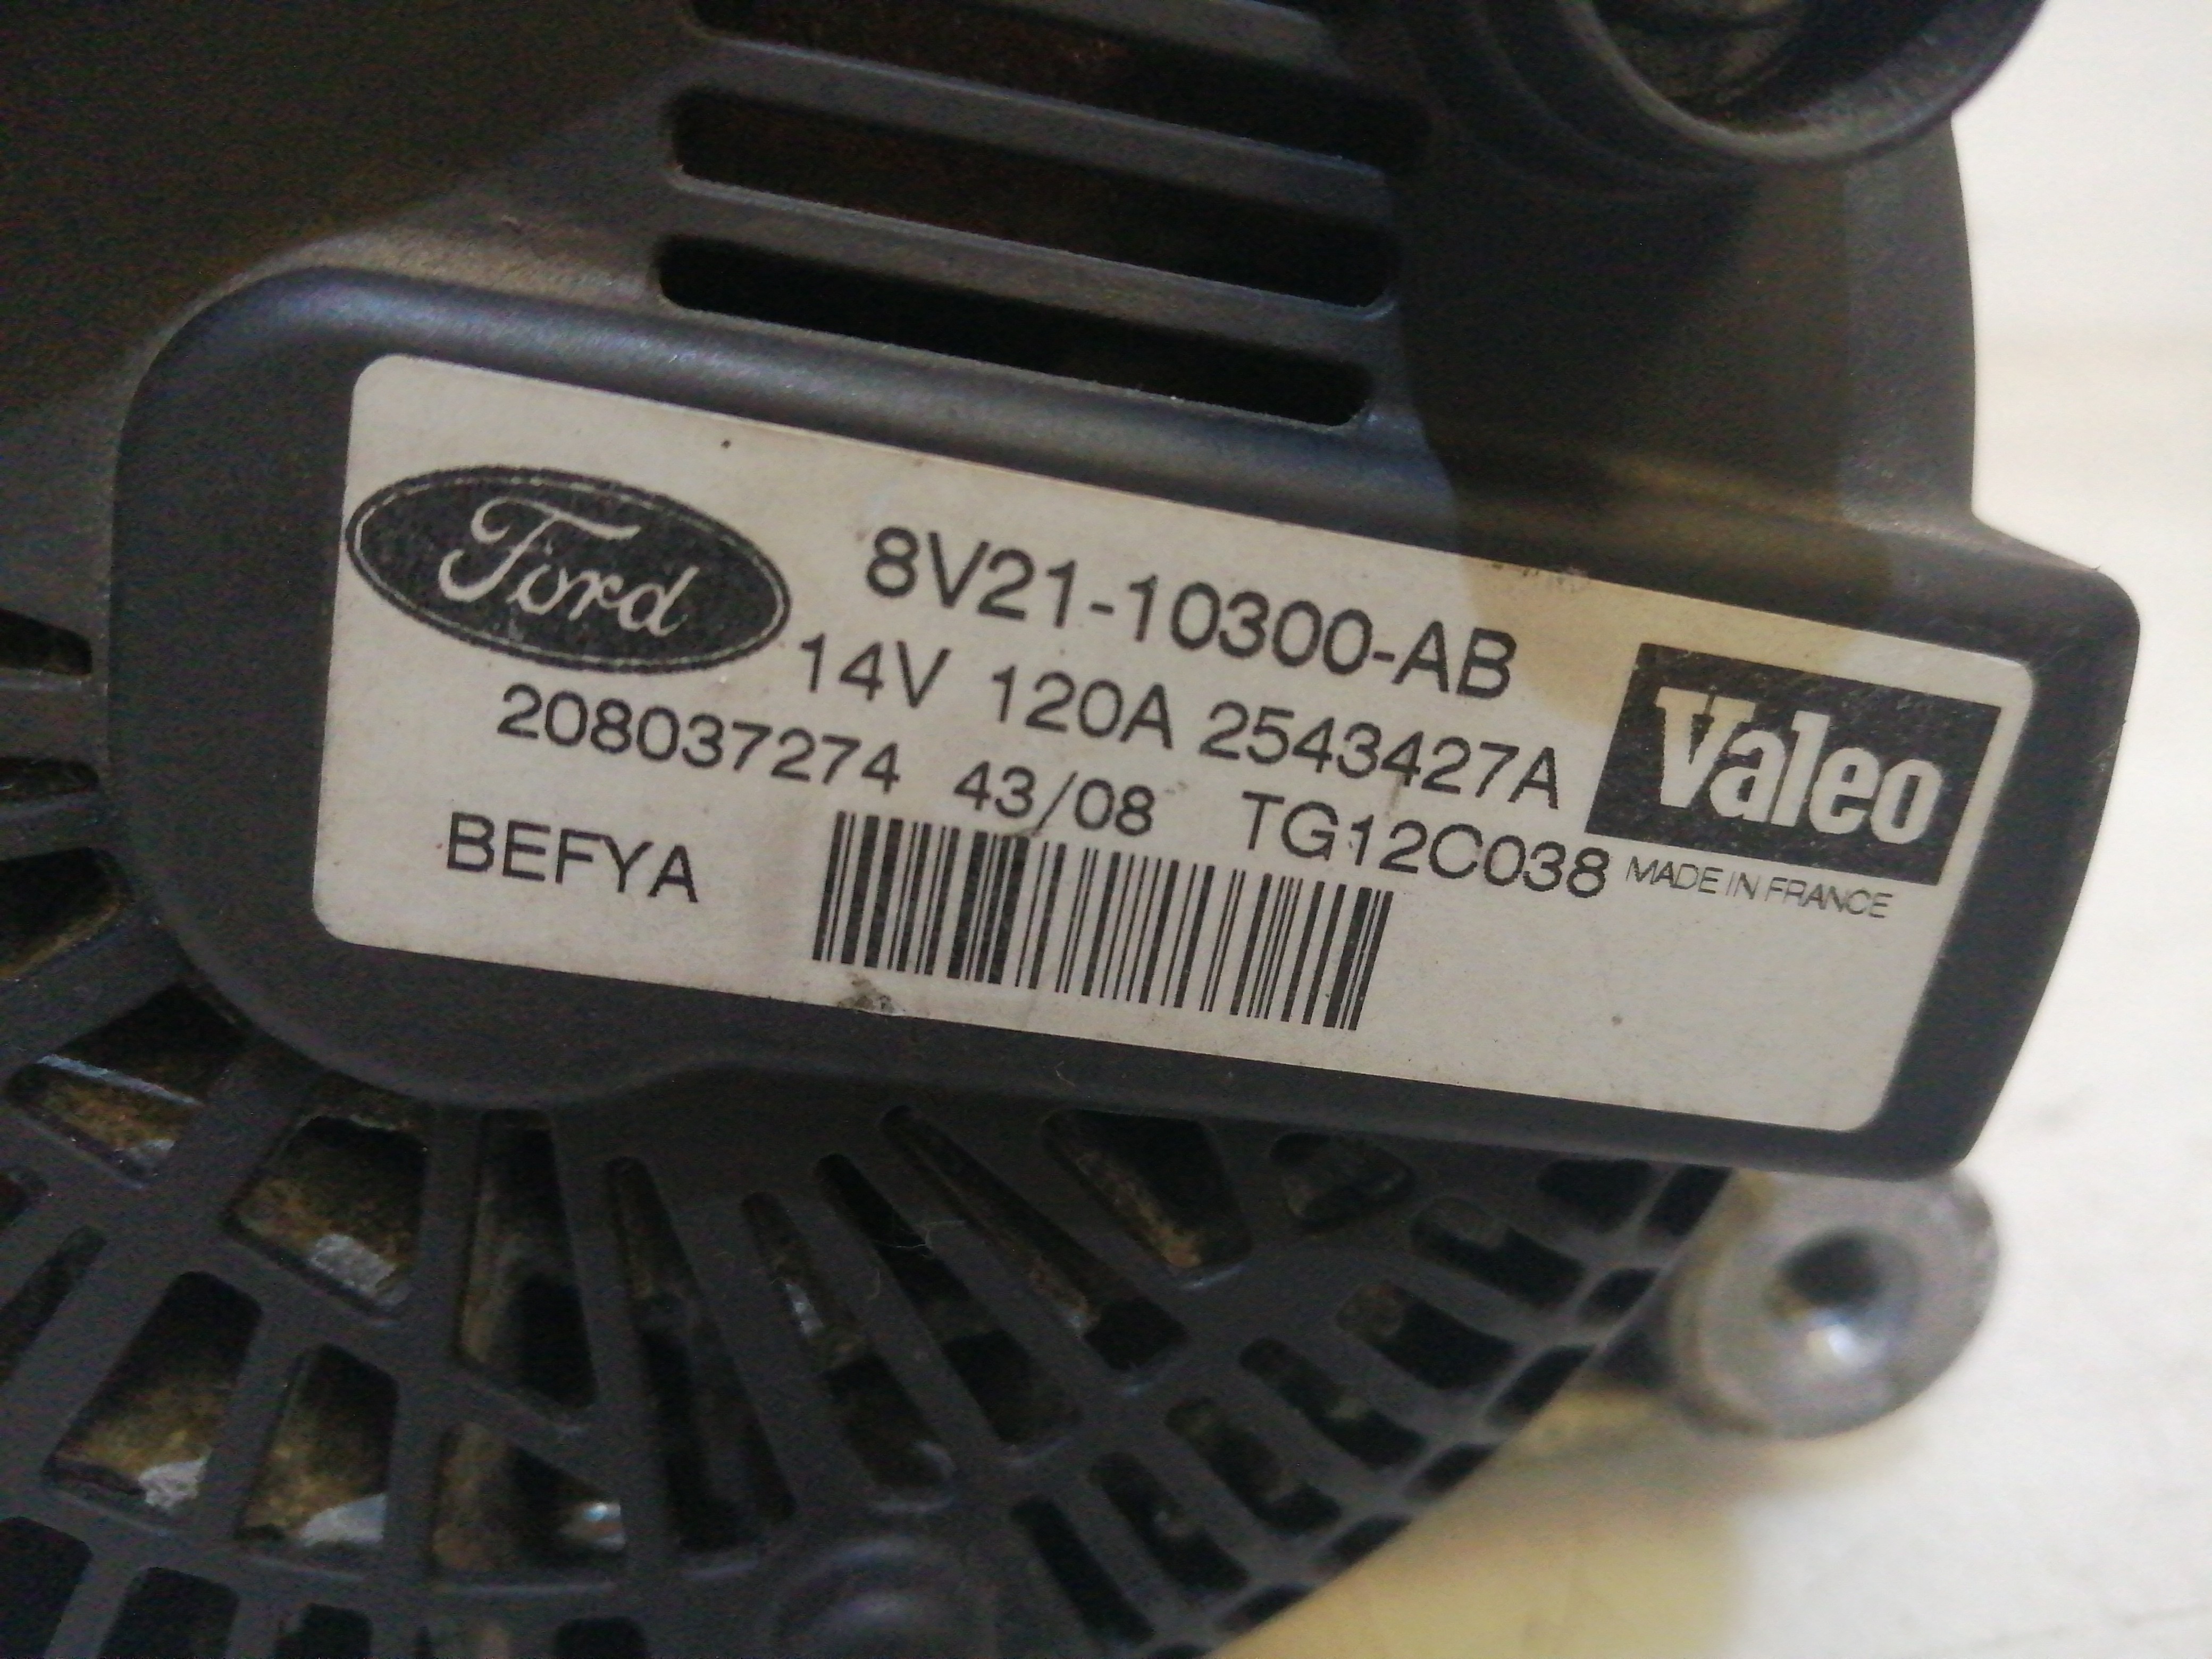 Ford
8V21-10300-AB
14V 120A 2543427A
208037274 43/08 TG12C038
BEFYA
Valeo
MADE IN FRANCE